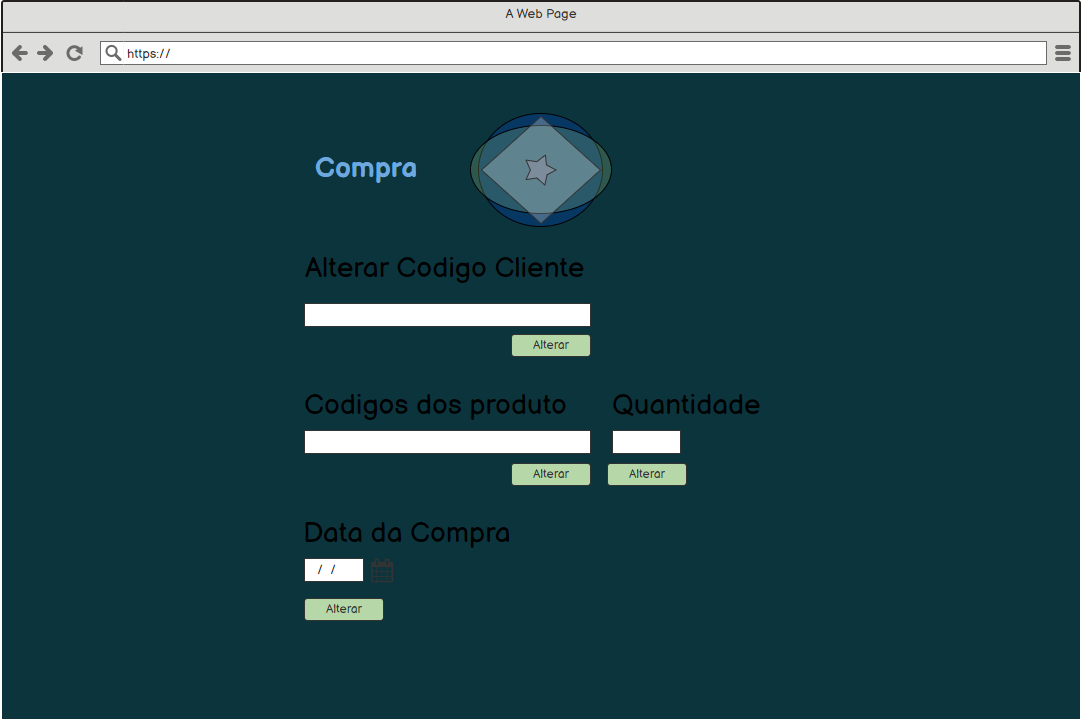 A Web Page
https://
Compra
Alterar Codigo Cliente
Alterar
Codigos dos produto Quantidade
Alterar Alterar
Data da Compra
/ /
Alterar